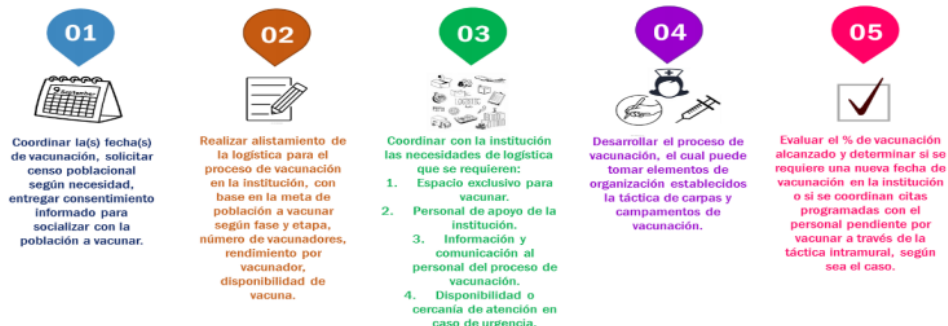 01
Coordinar la(s) fecha(s)
de vacunación, solicitar
censo poblacional
según necesidad,
entregar consentimiento
informado para
socializar con la
población a vacunar.
02
Realizar alistamiento de
la logística para el
proceso de vacunación
en la institución, con
base en la meta de
población a vacunar
según fase y etapa,
número de vacunadores,
rendimiento por
vacunador,
disponibilidad de
vacuna.
03
Coordinar con la institución
las necesidades de logística
que se requieren:
1. Espacio exclusivo para
vacunar.
2. Personal de apoyo de la
institución.
3. Información y
comunicación al
personal del proceso de
vacunación.
4. Disponibilidad o
cercanía de atención en
caso de urgencia.
04
Desarrollar el proceso de
vacunación, el cual puede
tomar elementos de
organización establecidos
la táctica de carpas y
campamentos de
vacunación.
05
Evaluar el % de vacunación
alcanzado y determinar si se
requiere una nueva fecha de
vacunación en la institución
o si se coordinan citas
programadas con el
personal pendiente por
vacunar a través de la
táctica intramural, según
sea el caso.